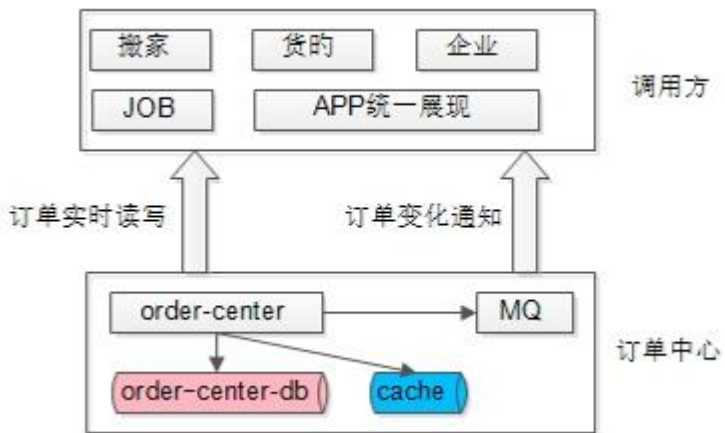 搬家
货旳
企业
调用方
JOB
APP统一展现
订单实时读写
订单变化通知
order-center
MQ
订单中心
order-center-db
cache